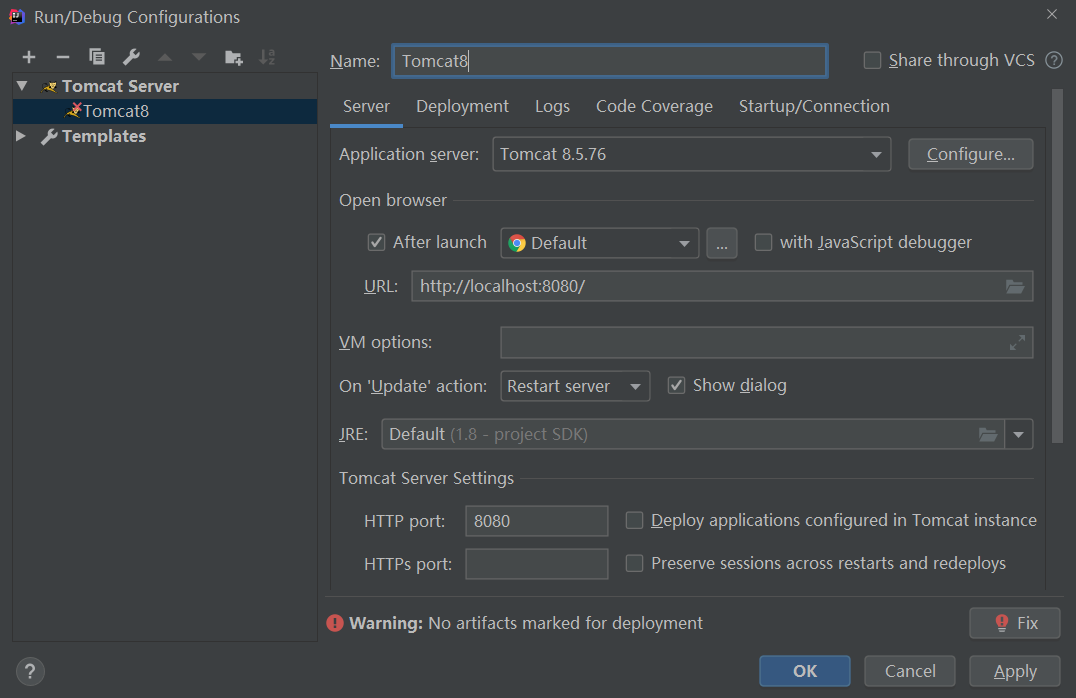 Run/Debug Configurations
Name: Tomcat8 Share through VCS ?
Tomcat Server
Tomcat8
Templates
Server Deployment Logs Code Coverage Startup/Connection
Application server: Tomcat 8.5.76 Configure...
Open browser
After launch Default ... with JavaScript debugger
URL: http://localhost:8080/
VM options:
On 'Update' action: Restart server Show dialog
JRE: Default (1.8 - project SDK)
Tomcat Server Settings
HTTP port: 8080 Deploy applications configured in Tomcat instance
HTTPs port: Preserve sessions across restarts and redeploys
Warning: No artifacts marked for deployment Fix
? OK Cancel Apply